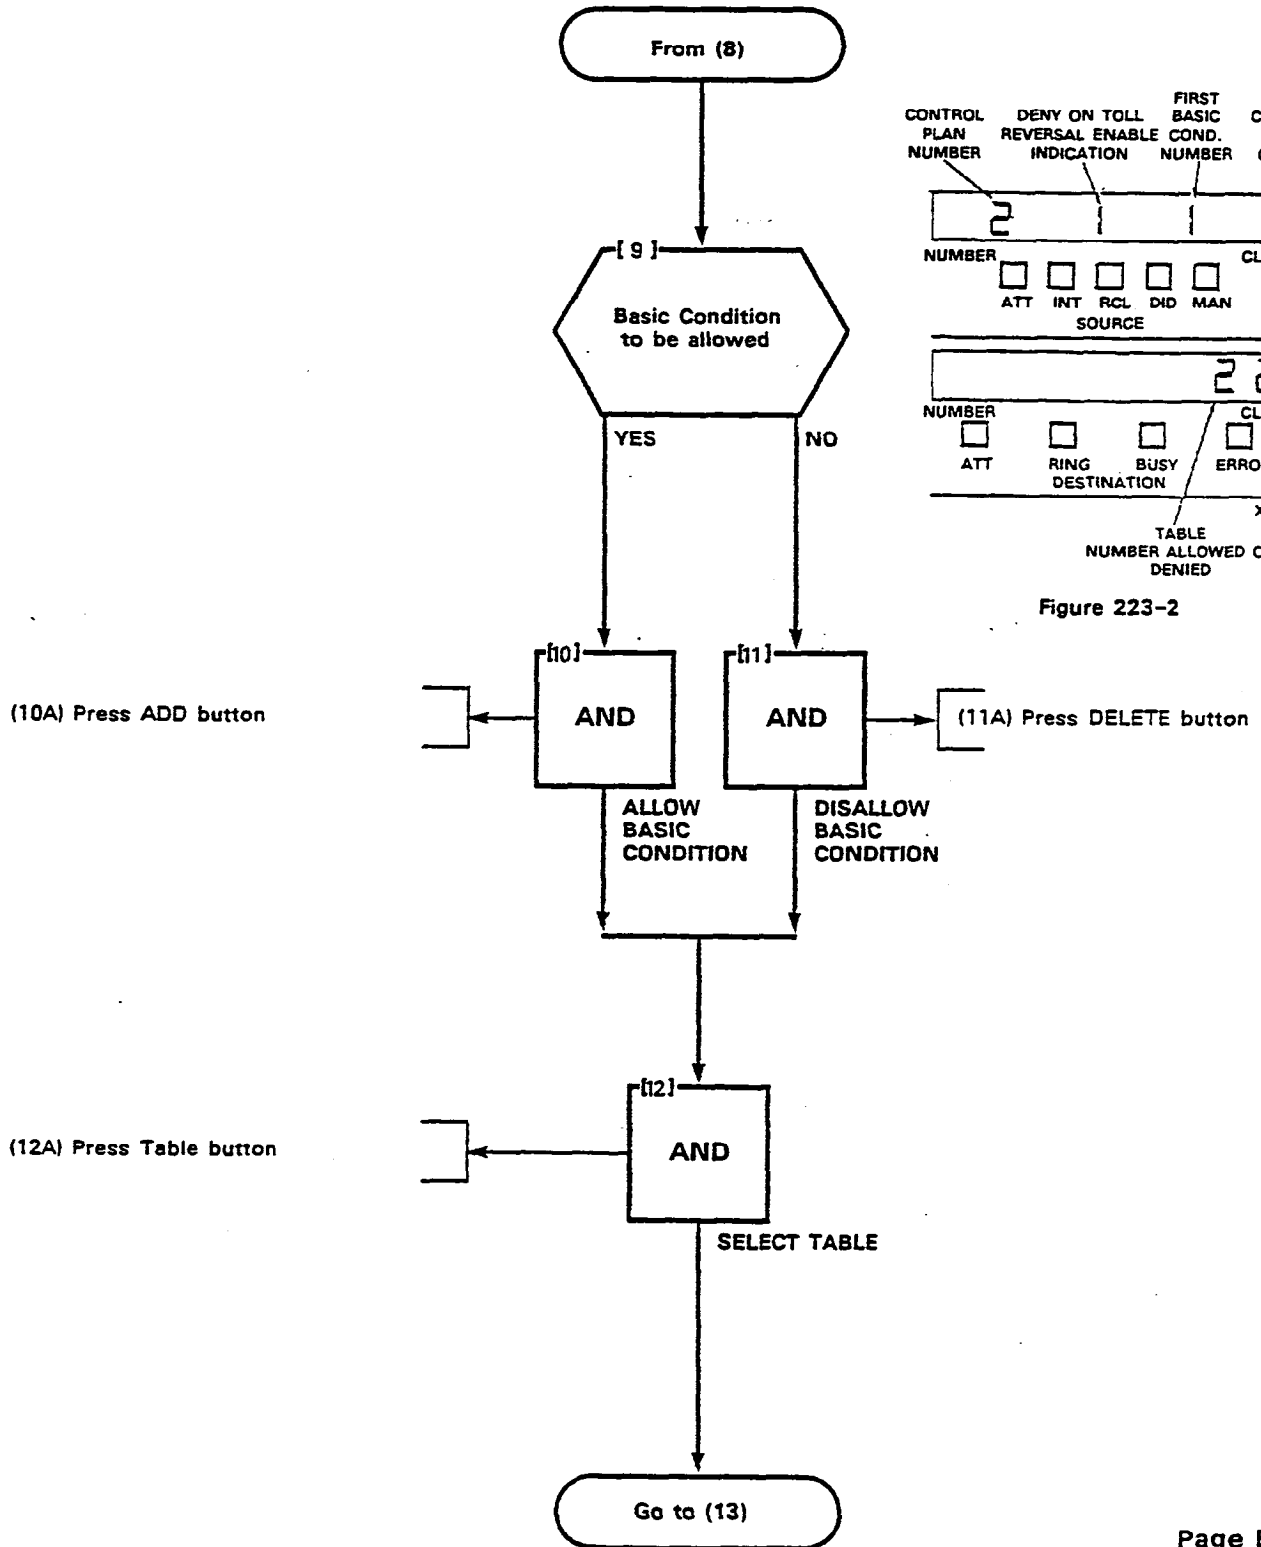 From (8)
CONTROL PLAN NUMBER
DENY ON TOLL REVERSAL ENABLE INDICATION
FIRST BASIC COND. NUMBER
2 1 1
NUMBER
ATT INT RCL DID MAN
SOURCE
2
NUMBER
ATT RING BUSY
DESTINATION
TABLE
NUMBER ALLOWED
DENIED
Figure 223-2
[9]
Basic Condition
to be allowed
YES
NO
[10]
AND
[11]
AND
(10A) Press ADD button
(11A) Press DELETE button
ALLOW
BASIC
CONDITION
DISALLOW
BASIC
CONDITION
[12]
AND
(12A) Press Table button
SELECT TABLE
Go to (13)
Page